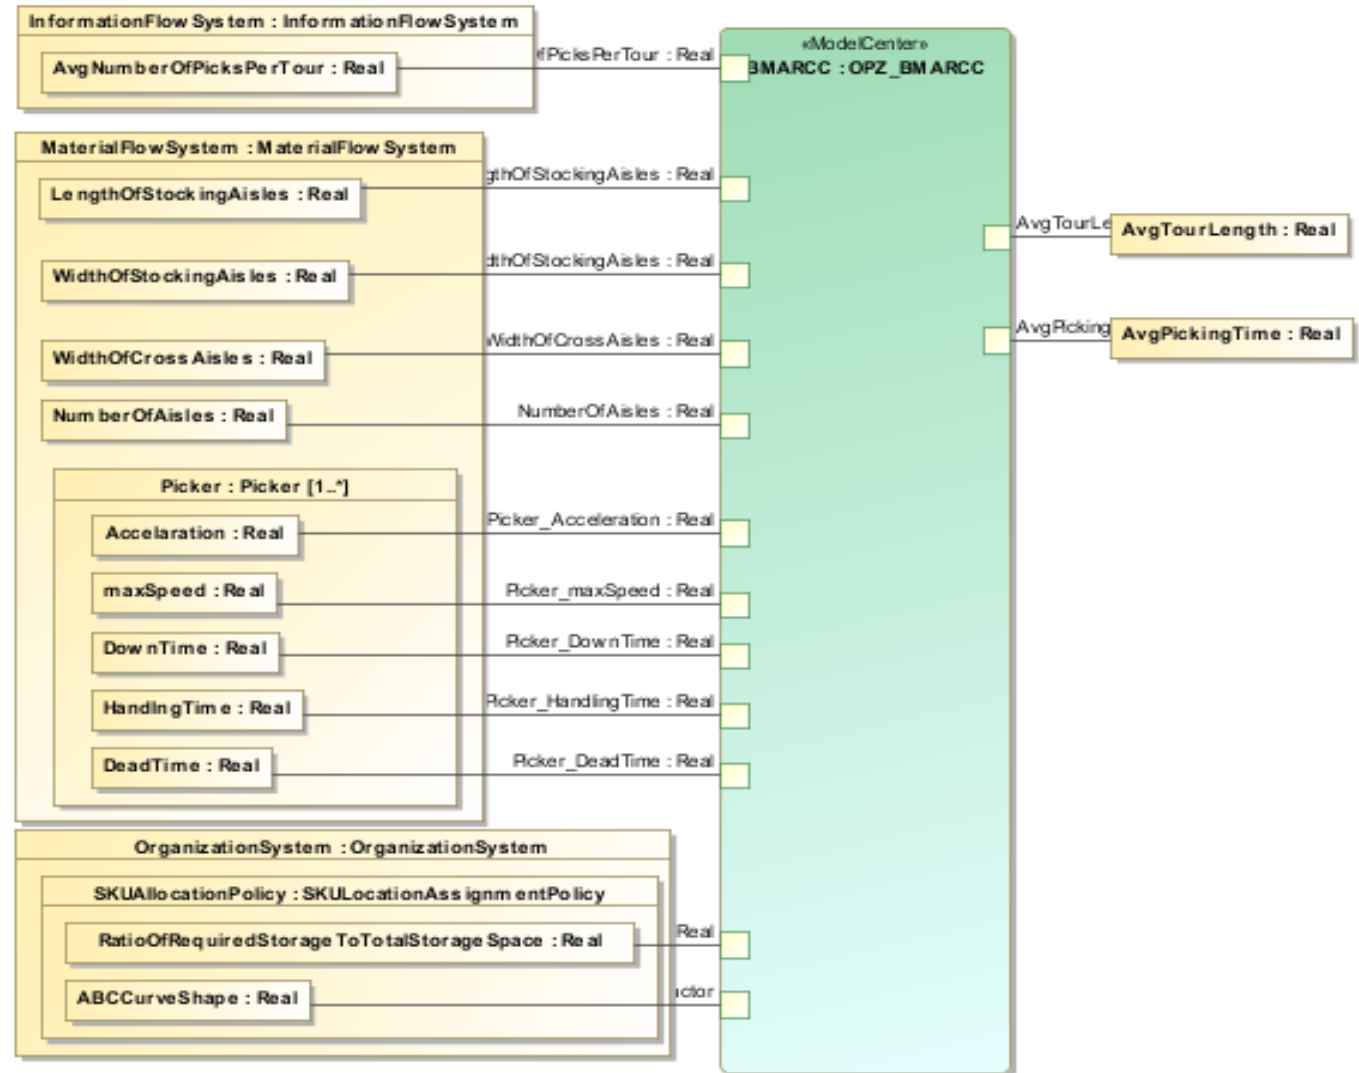 InformationFlowSystem : InformationFlowSystem
AvgNumberOfPicksPerTour : Real
fPicksPerTour : Real
«ModelCenter»
BMARCC : OPZ_BMARCC
MaterialFlowSystem : MaterialFlowSystem
LengthOfStockingAisles : Real
gthOfStockingAisles : Real
WidthOfStockingAisles : Real
dthOfStockingAisles : Real
WidthOfCrossAisles : Real
WidthOfCrossAisles : Real
NumberOfAisles : Real
NumberOfAisles : Real
Picker : Picker [1..*]
Accelaration : Real
Picker_Acceleration : Real
maxSpeed : Real
Picker_maxSpeed : Real
DownTime : Real
Picker_DownTime : Real
HandlngTime : Real
Picker_HandlingTime : Real
DeadTime : Real
Picker_DeadTime : Real
OrganizationSystem : OrganizationSystem
SKUAllocationPolicy : SKULocationAssignmentPolicy
RatioOfRequiredStorageToTotalStorageSpace : Real
Real
ABCCurveShape : Real
ctor
AvgTourLe
AvgTourLength : Real
AvgPicking
AvgPickingTime : Real